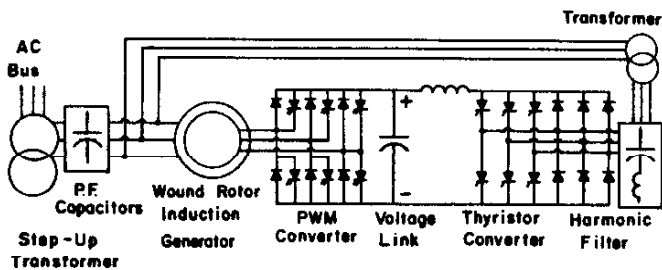 Transformer
AC
Bus
+
-
P.F.
Capacitors
Wound Rotor
Induction
Generator
PWM
Converter
Voltage
Link
Thyristor
Converter
Harmonic
Filter
Step-Up
Transformer